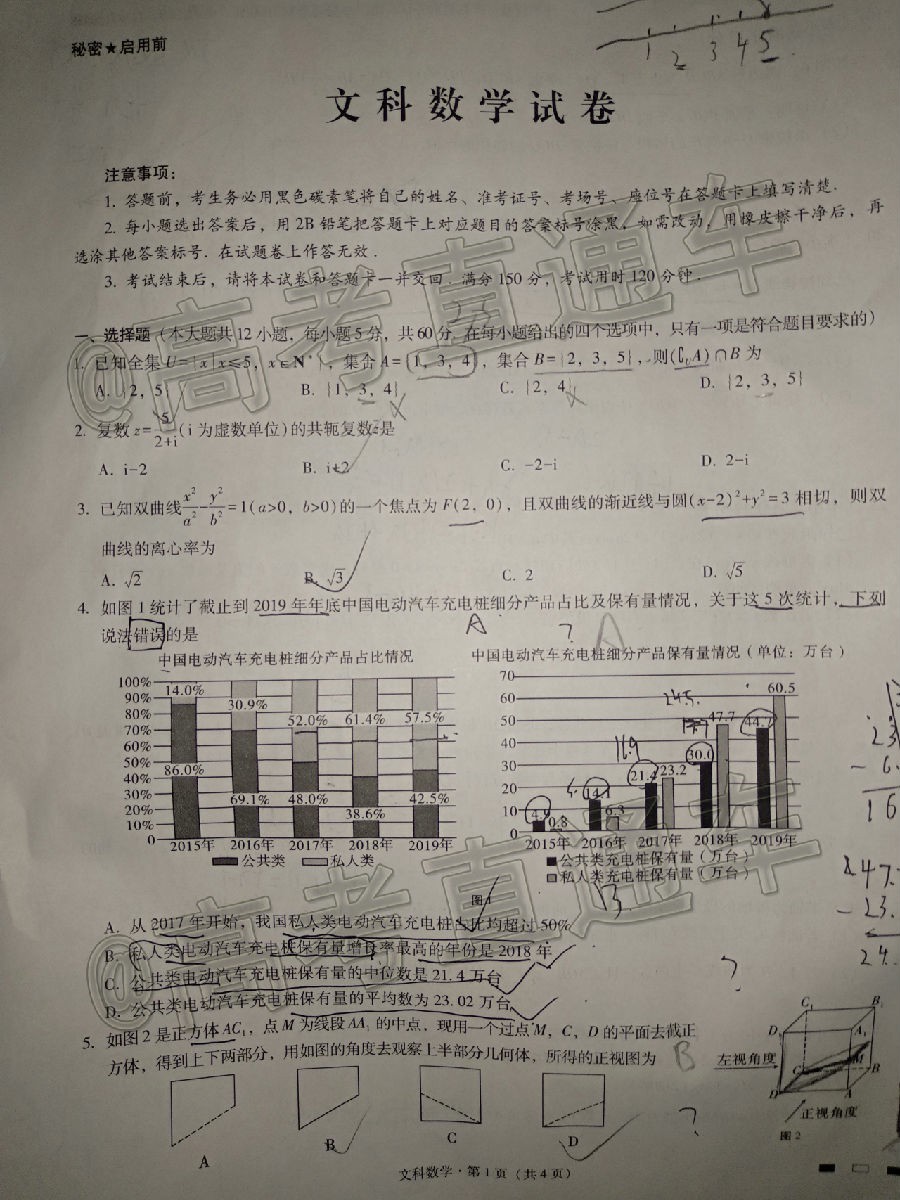 秘密★启用前
1 2 3 4 5
文科数学试卷
注意事项：
1. 答题前，考生务必用黑色碳素笔将自己的姓名、准考证号、考场号、座位号在答题卡上填写清楚．
2. 每小题选出答案后，用2B铅笔把答题卡上对应题目的答案标号涂黑，如需改动，用橡皮擦干净后，再
选涂其他答案标号．在试题卷上作答无效．
3. 考试结束后，请将本试卷和答题卡一并交回．满分150分，考试用时120分钟．
@高考直通车
一、选择题（本大题共12小题，每小题5分，共60分．在每小题给出的四个选项中，只有一项是符合题目要求的）
1. 已知全集U={x|x≤5，x∈N*}，集合A={1，3，4}，集合B={2，3，5}，则(∁UA)∩B为
A. {2，5} B. {1，3，4} C. {2，4} D. {2，3，5}
2. 复数z=5/(2+i)(i为虚数单位)的共轭复数z̄是
A. i-2 B. i+2 C. -2-i D. 2-i
3. 已知双曲线x²/a²-y²/b²=1(a>0，b>0)的一个焦点为F(2，0)，且双曲线的渐近线与圆(x-2)²+y²=3相切，则双
曲线的离心率为
A. √2 B. √3 C. 2 D. √5
4. 如图1统计了截止到2019年年底中国电动汽车充电桩细分产品占比及保有量情况，关于这5次统计，下列
说法错误的是
A ? A
中国电动汽车充电桩细分产品占比情况
100%
90%
80%
70%
60%
50%
40%
30%
20%
10%
0
14.0% 30.9% 52.0% 61.4% 57.5%
86.0% 69.1% 48.0% 38.6% 42.5%
2015年 2016年 2017年 2018年 2019年
公共类 私人类
中国电动汽车充电桩细分产品保有量情况（单位：万台）
70
60
50
40
30
20
10
0
4.9 0.8 14.1 6.3 21.4 23.2 30.0 47.7 44.7 60.5
16.9 24.5
2015年 2016年 2017年 2018年 2019年
公共类充电桩保有量（万台）
私人类充电桩保有量（万台）
图1
A. 从2017年开始，我国私人类电动汽车充电桩占比均超过50%
B. 私人类电动汽车充电桩保有量增长率最高的年份是2018年
C. 公共类电动汽车充电桩保有量的中位数是21.4万台
D. 公共类电动汽车充电桩保有量的平均数为23.02万台
?
@高考直通车
5. 如图2是正方体AC₁，点M为线段AA₁的中点，现用一个过点M，C，D的平面去截正
方体，得到上下两部分，用如图的角度去观察上半部分几何体，所得的正视图为
B
A B C D
?
C₁ B₁ D₁ A₁ M C B D A
左视角度
正视角度
图2
文科数学·第1页（共4页）